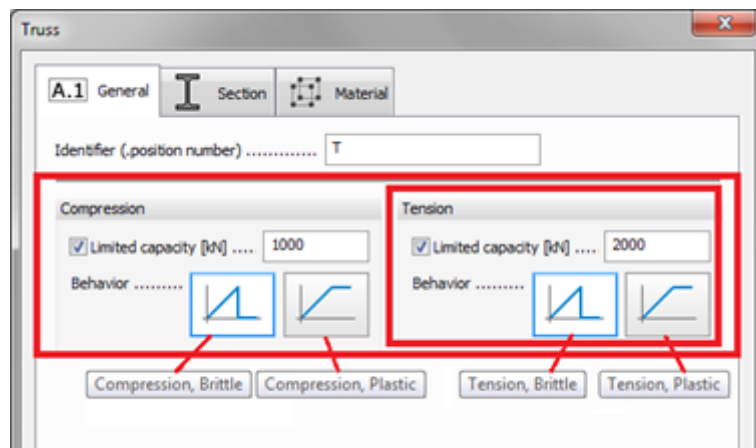 Truss
A.1 General Section Material
Identifier (.position number) ............. T
Compression Tension
Limited capacity [kN] .... 1000 Limited capacity [kN] .... 2000
Behavior ......... Behavior .........
Compression, Brittle Compression, Plastic Tension, Brittle Tension, Plastic